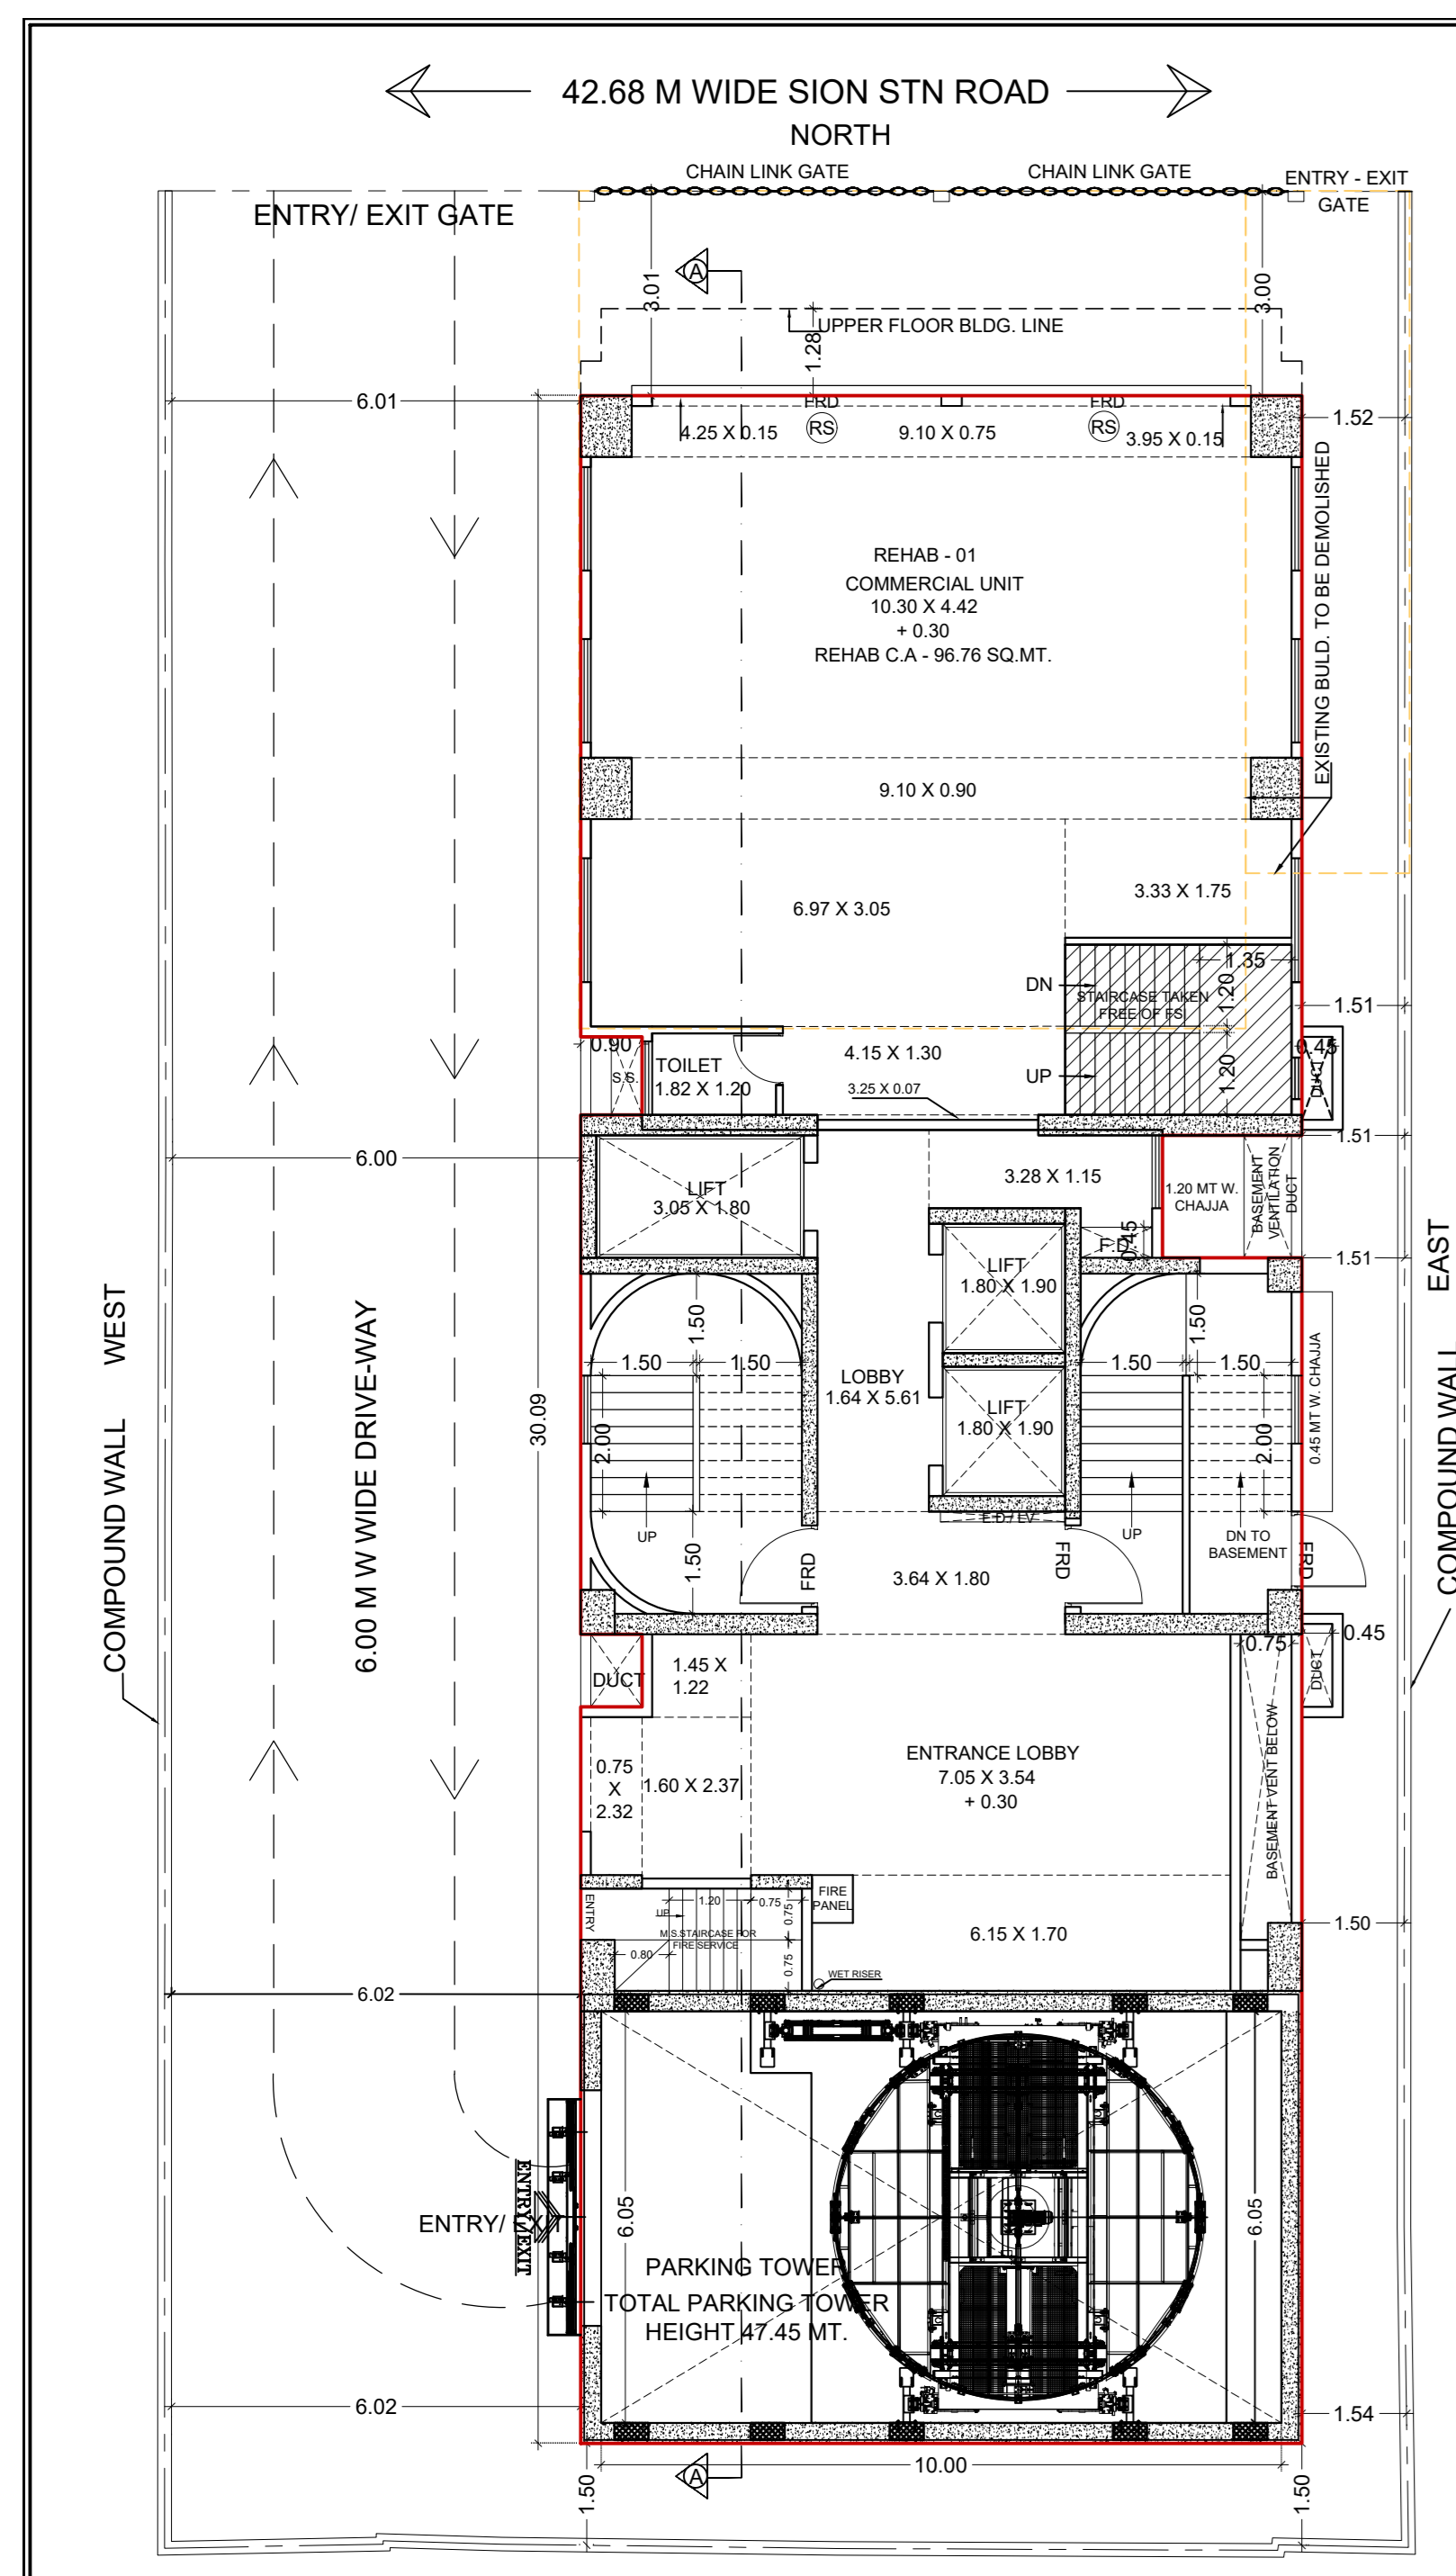 42.68 M WIDE SION STN ROAD
NORTH
CHAIN LINK GATE
CHAIN LINK GATE
ENTRY - EXIT
GATE
ENTRY/ EXIT GATE
A
3.01
3.00
UPPER FLOOR BLDG. LINE
1.28
6.01
1.52
FRD
FRD
RS
RS
4.25 X 0.15
9.10 X 0.75
3.95 X 0.15
EXISTING BULD. TO BE DEMOLISHED
REHAB - 01
COMMERCIAL UNIT
10.30 X 4.42
+ 0.30
REHAB C.A - 96.76 SQ.MT.
9.10 X 0.90
6.97 X 3.05
3.33 X 1.75
1.35
1.20
DN
STAIRCASE TAKEN
FREE OF FSI
1.51
0.90
S.S.
TOILET
1.82 X 1.20
4.15 X 1.30
3.25 X 0.07
UP
1.20
0.45
DUCT
1.51
6.00
LIFT
3.05 X 1.80
3.28 X 1.15
1.20 MT W.
CHAJJA
BASEMENT
VENTILATION
DUCT
F.D.
0.45
1.51
LIFT
1.80 X 1.90
EAST
COMPOUND WALL
WEST
COMPOUND WALL
6.00 M W WIDE DRIVE-WAY
30.09
1.50
1.50
1.50
2.00
UP
1.50
LOBBY
1.64 X 5.61
LIFT
1.80 X 1.90
E.D / LV
1.50
1.50
1.50
2.00
0.45 MT W. CHAJJA
UP
DN TO
BASEMENT
FRD
FRD
FRD
3.64 X 1.80
DUCT
1.45 X
1.22
0.75
0.45
DUCT
BASEMENT VENT BELOW
ENTRANCE LOBBY
7.05 X 3.54
+ 0.30
0.75
X
2.32
1.60 X 2.37
ENTRY
UP
1.20
0.75
0.75
M.S.STAIRCASE FOR
FIRE SERVICE
0.80
0.75
FIRE
PANEL
6.15 X 1.70
WET RISER
1.50
6.02
6.05
6.05
ENTRY/ EXIT
ENTRY/EXIT
PARKING TOWER
TOTAL PARKING TOWER
HEIGHT 47.45 MT.
6.02
1.54
10.00
A
1.50
1.50